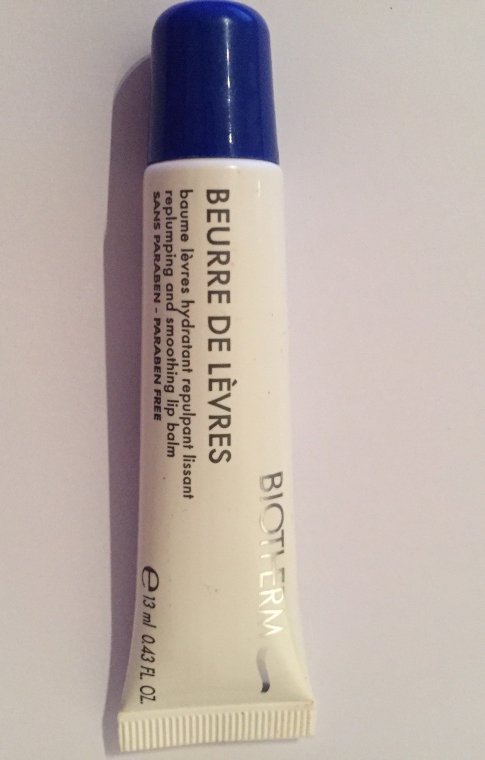 BEURRE DE LÈVRES
baume lèvres hydratant repulpant lissant
replumping and smoothing lip balm
SANS PARABEN - PARABEN FREE
BIOTHERM
e 13 ml 0.43 FL. OZ.